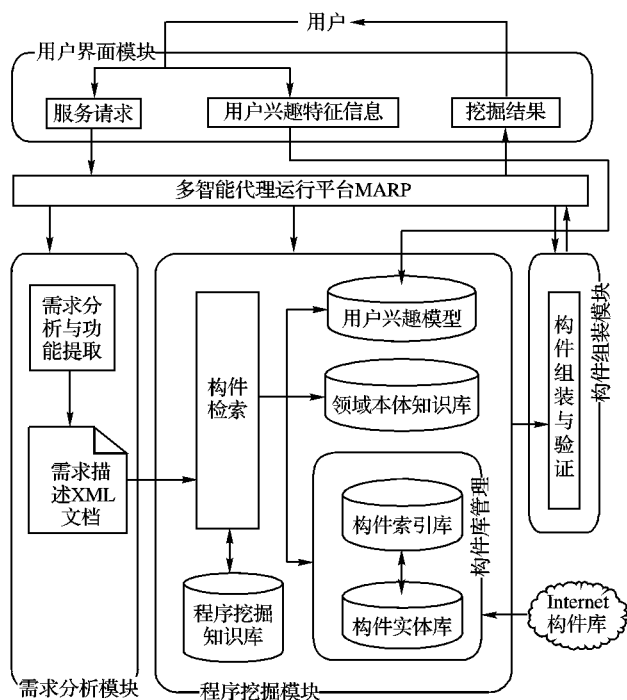 用户
用户界面模块
服务请求
用户兴趣特征信息
挖掘结果
多智能代理运行平台MARP
需求分
析与功
能提取
需求描
述XML
文档
需求分析模块
构件
检索
用户兴趣模型
领域本体知识库
构件索引库
构件实体库
构件库管理
程序挖掘
知识库
程序挖掘模块
构件组装与验证
构件组装模块
Internet
构件库